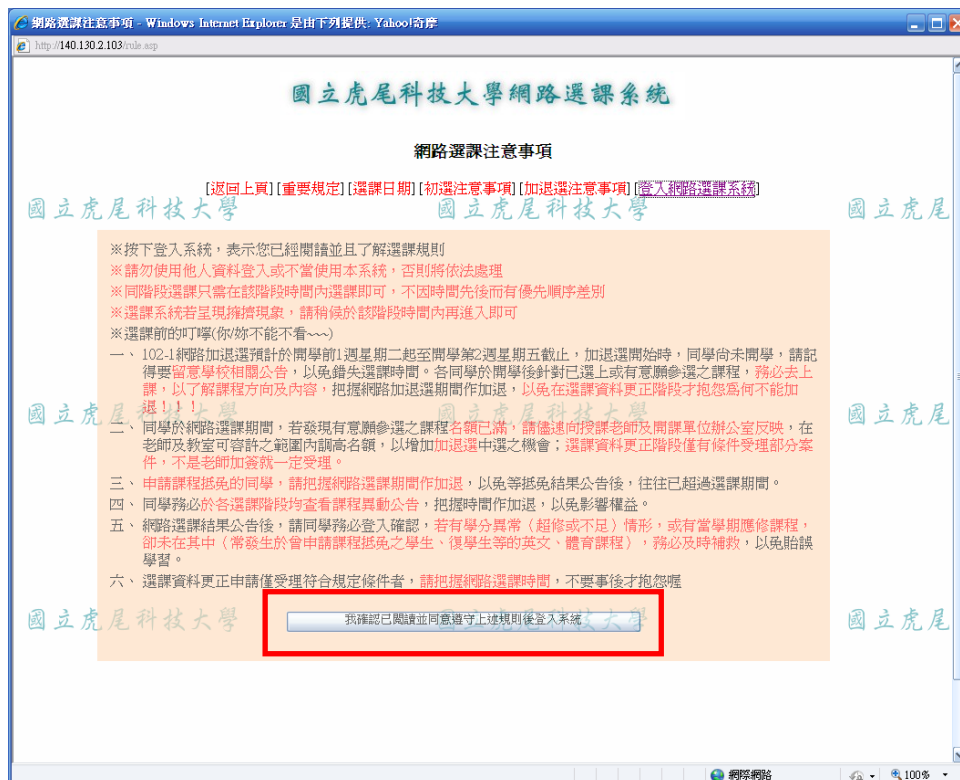 網路選課注意事項 - Windows Internet Explorer 是由下列提供: Yahoo!奇摩
http://140.130.2.103/rule.asp
國立虎尾科技大學網路選課系統
網路選課注意事項
[返回上頁][重要規定][選課日期][初選注意事項][加退選注意事項][登入網路選課系統]
國立虎尾科技大學 國立虎尾科技大學 國立虎尾
※按下登入系統，表示您已經閱讀並且了解選課規則
※請勿使用他人資料登入或不當使用本系統，否則將依法處理
※同階段選課只需在該階段時間內選課即可，不因時間先後而有優先順序差別
※選課系統若呈現擁擠現象，請稍候於該階段時間內再進入即可
※選課前的叮嚀(你/妳不能不看~~~)
一、 102-1網路加退選預計於開學前1週星期二起至開學第2週星期五截止，加退選開始時，同學尚未開學，請記
得要留意學校相關公告，以免錯失選課時間。各同學於開學後針對已選上或有意願參選之課程，務必去上
課，以了解課程方向及內容，把握網路加退選期間作加退，以免在選課資料更正階段才抱怨為何不能加
退！！！
國立虎尾科技大學 國立虎尾科技大學 國立虎尾
二、 同學於網路選課期間，若發現有意願參選之課程名額已滿，請儘速向授課老師及開課單位辦公室反映，在
老師及教室可容許之範圍內調高名額，以增加加退選中選之機會；選課資料更正階段僅有條件受理部分案
件，不是老師加簽就一定受理。
三、 申請課程抵免的同學，請把握網路選課期間作加退，以免等抵免結果公告後，往往已超過選課期間。
四、 同學務必於各選課階段均查看課程異動公告，把握時間作加退，以免影響權益。
五、 網路選課結果公告後，請同學務必登入確認，若有學分異常（超修或不足）情形，或有當學期應修課程，
卻未在其中（常發生於曾申請課程抵免之學生、復學生等的英文、體育課程），務必及時補救，以免貽誤
學習。
六、 選課資料更正申請僅受理符合規定條件者，請把握網路選課時間，不要事後才抱怨喔
國立虎尾科技大學 國立虎尾科技大學 國立虎尾
我確認已閱讀並同意遵守上述規則後登入系統
網際網路 100%